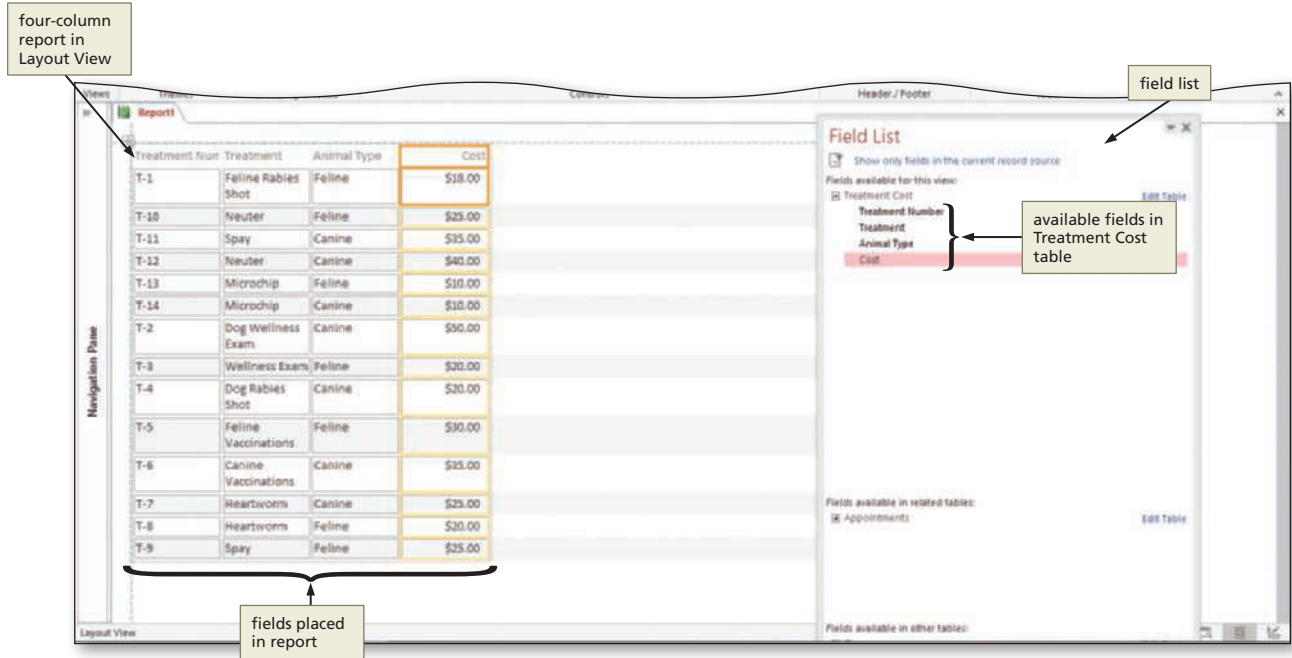 four-column
report in
Layout View
field list
Views
Controls
Header / Footer
Report1
Treatment Num Treatment Animal Type Cost
T-1 Feline Rabies Shot Feline $18.00
T-10 Neuter Feline $25.00
T-11 Spay Canine $35.00
T-12 Neuter Canine $40.00
T-13 Microchip Feline $10.00
T-14 Microchip Canine $10.00
T-2 Dog Wellness Exam Canine $50.00
T-3 Wellness Exam Feline $20.00
T-4 Dog Rabies Shot Canine $20.00
T-5 Feline Vaccinations Feline $30.00
T-6 Canine Vaccinations Canine $35.00
T-7 Heartworm Canine $25.00
T-8 Heartworm Feline $20.00
T-9 Spay Feline $25.00
Navigation Pane
Field List
Show only fields in the current record source
Fields available for this view:
Treatment Cost Edit Table
Treatment Number
Treatment
Animal Type
Cost
available fields in
Treatment Cost
table
Fields available in related tables:
Appointments Edit Table
Fields available in other tables:
fields placed
in report
Layout View